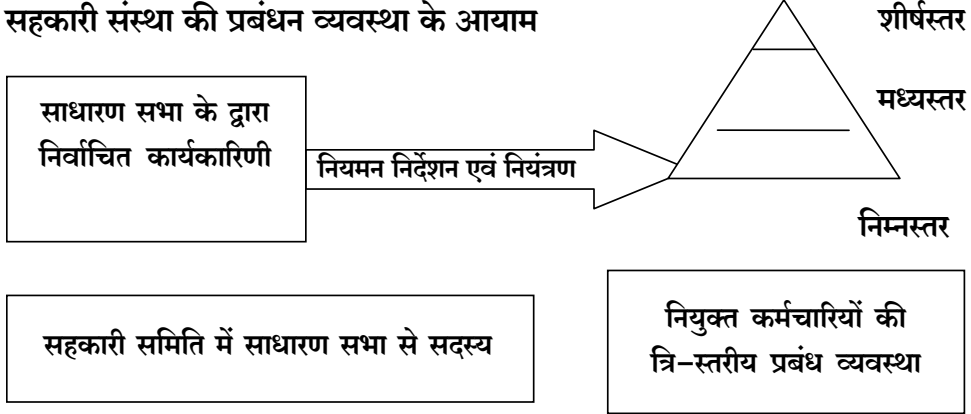 सहकारी संस्था की प्रबंधन व्यवस्था के आयाम
शीर्षस्तर
मध्यस्तर
साधारण सभा के द्वारा
निर्वाचित कार्यकारिणी
नियमन निर्देशन एवं नियंत्रण
निम्नस्तर
सहकारी समिति में साधारण सभा से सदस्य
नियुक्त कर्मचारियों की
त्रि-स्तरीय प्रबंध व्यवस्था